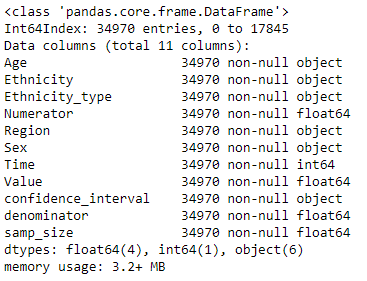 <class 'pandas.core.frame.DataFrame'>
Int64Index: 34970 entries, 0 to 17845
Data columns (total 11 columns):
Age                    34970 non-null object
Ethnicity              34970 non-null object
Ethnicity_type         34970 non-null object
Numerator              34970 non-null float64
Region                 34970 non-null object
Sex                    34970 non-null object
Time                   34970 non-null int64
Value                  34970 non-null float64
confidence_interval    34970 non-null object
denominator            34970 non-null float64
samp_size              34970 non-null float64
dtypes: float64(4), int64(1), object(6)
memory usage: 3.2+ MB